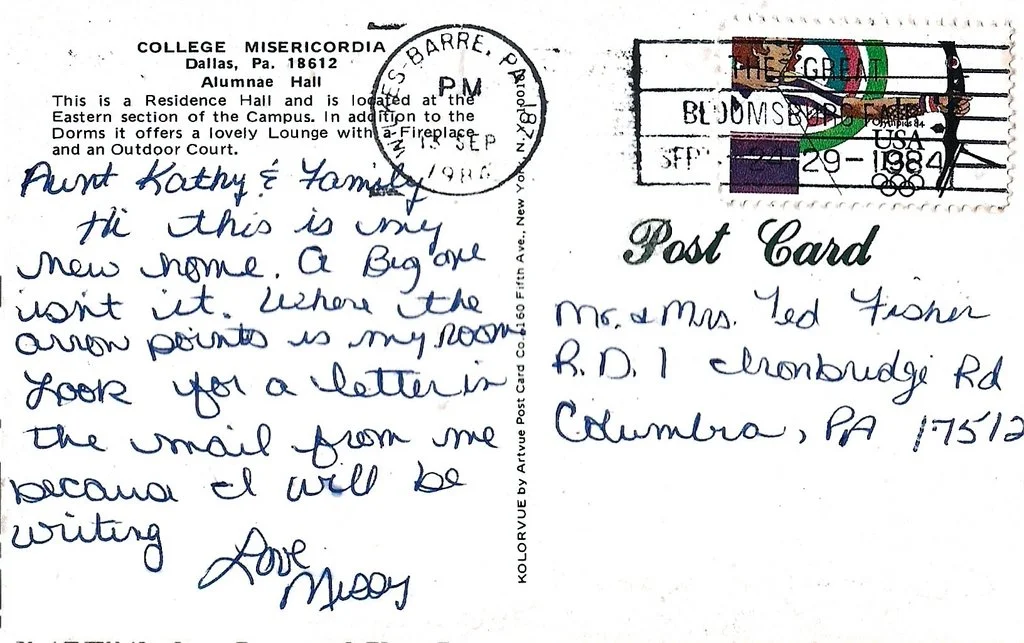 COLLEGE MISERICORDIA
Dallas, Pa. 18612
Alumnae Hall
This is a Residence Hall and is located at the
Eastern section of the Campus. In addition to the
Dorms it offers a lovely Lounge with a Fireplace
and an Outdoor Court.
Aunt Kathy & Family
Hi this is my
new home. A Big one
isn't it. Where the
arrow points is my room
Look for a letter in
the mail from me
because I will be
writing
Love
Missy
WILKES-BARRE, PA 187
PM
13 SEP
1984
KOLORVUE by Artvue Post Card Co. 160 Fifth Ave., New York, N.Y. 10010
THE GREAT
BLOOMSBURG FAIR
SEP 24-29-1984
Olympics 84
USA
Post Card
Mr. & Mrs. Ted Fisher
R.D. 1 Ironbridge Rd
Columbia, PA 17512